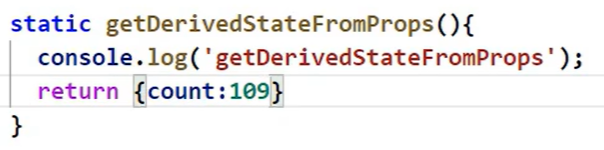 static getDerivedStateFromProps(){
console.log('getDerivedStateFromProps');
return {count:109}
}